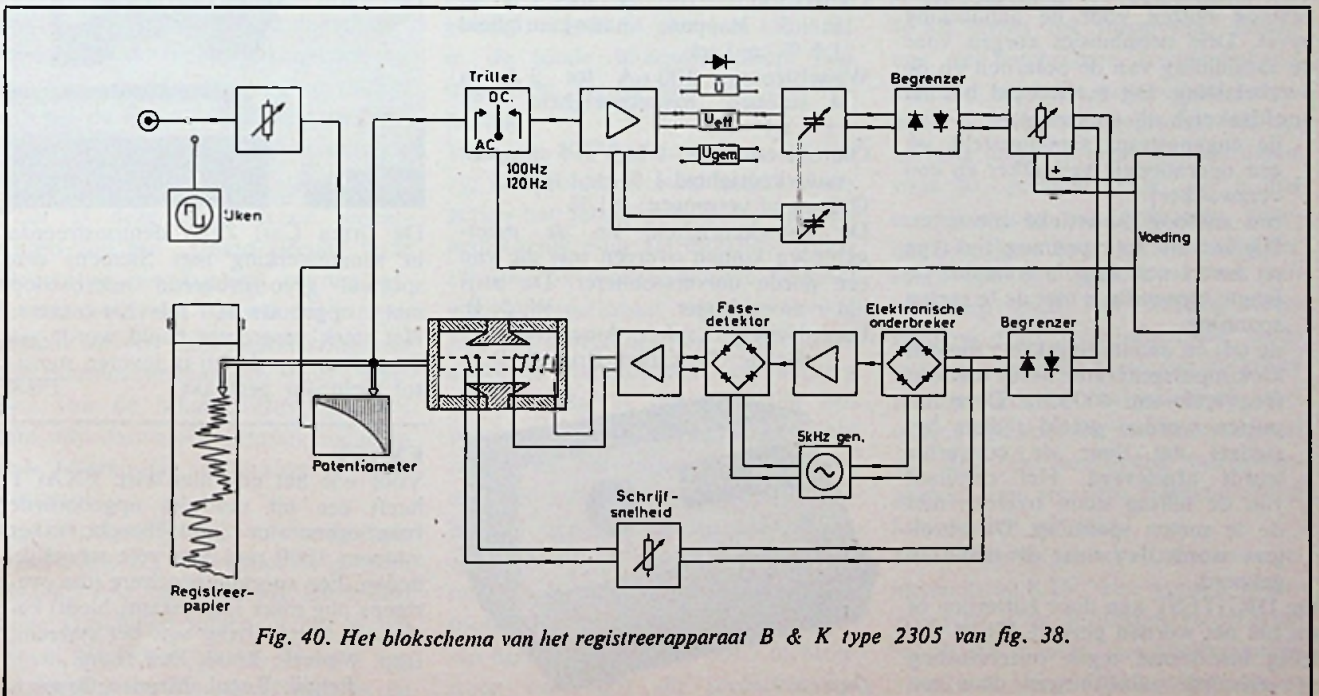 Triller
DC.
AC
100Hz
120Hz
Û
Ueff
Ugem
Begrenzer
+
Voeding
Uken
Fase-
detektor
Elektronische
onderbreker
Begrenzer
5kHz gen.
Potentiometer
Schrijf-
snelheid
Registreer-
papier
Fig. 40. Het blokschema van het registreerapparaat B & K type 2305 van fig. 38.